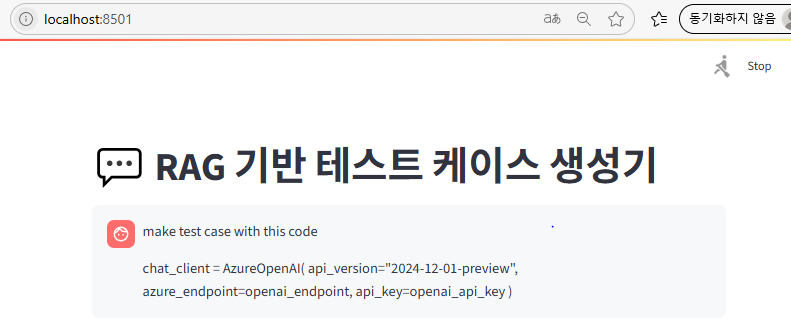 localhost:8501
aあ
동기화하지 않음
Stop
RAG 기반 테스트 케이스 생성기
make test case with this code
chat_client = AzureOpenAI( api_version="2024-12-01-preview",
azure_endpoint=openai_endpoint, api_key=openai_api_key )